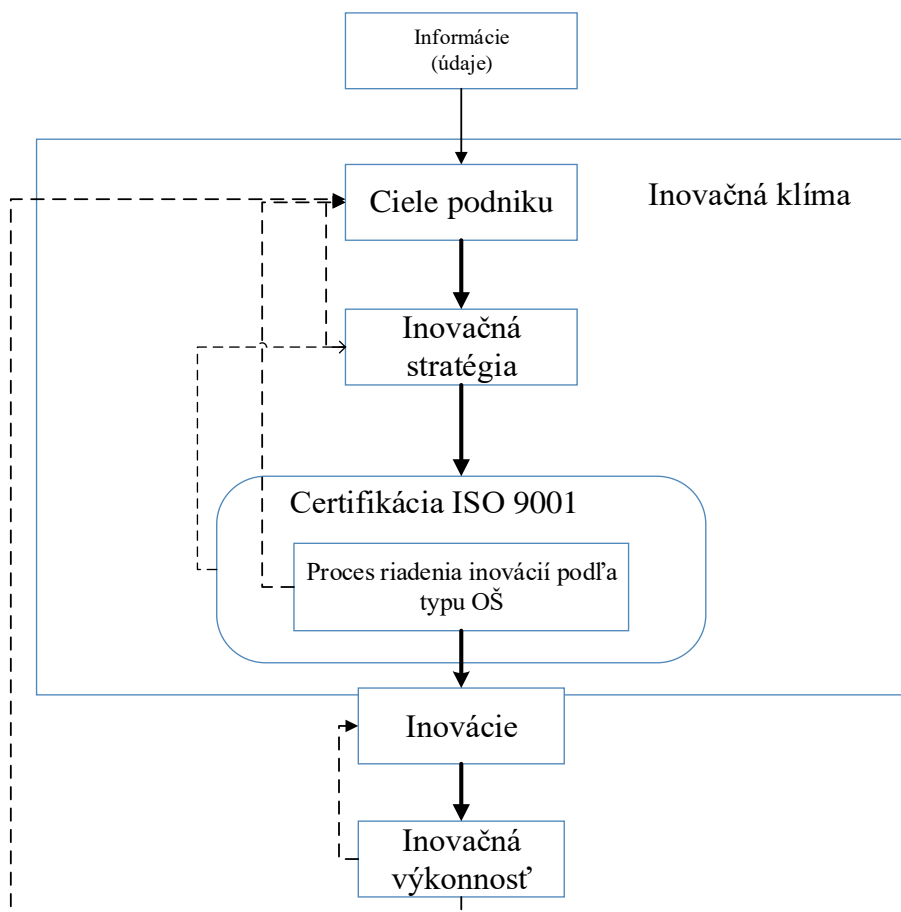 Informácie
(údaje)
Ciele podniku
Inovačná klíma
Inovačná
stratégia
Certifikácia ISO 9001
Proces riadenia inovácií podľa
typu OŠ
Inovácie
Inovačná
výkonnosť